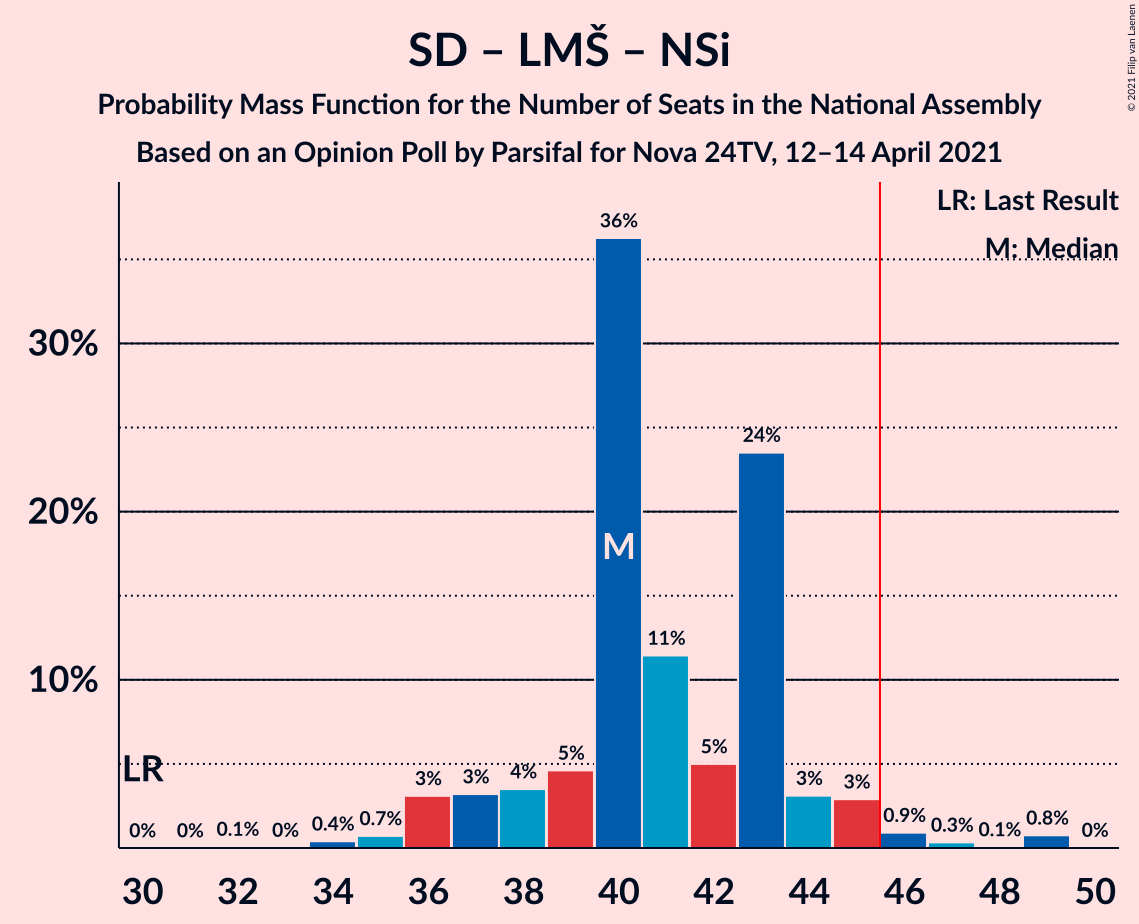 SD – LMŠ – NSi
Probability Mass Function for the Number of Seats in the National Assembly
Based on an Opinion Poll by Parsifal for Nova 24TV, 12–14 April 2021
© 2021 Filip van Laenen
LR: Last Result
M: Median
36%
30%
24%
20%
M
11%
10%
LR
0%
0%
0.1%
0%
0.4%
0.7%
3%
3%
4%
5%
5%
3%
3%
0.9%
0.3%
0.1%
0.8%
0%
30 32 34 36 38 40 42 44 46 48 50